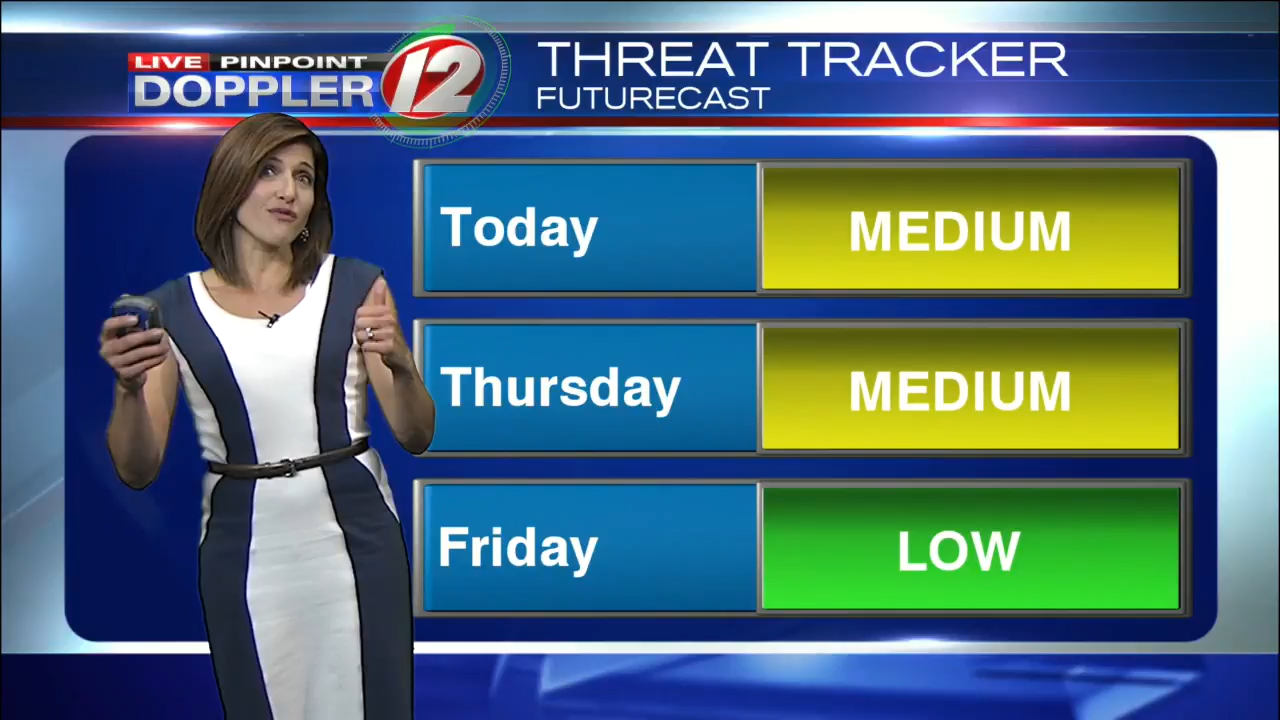 LIVE PINPOINT
DOPPLER 12
THREAT TRACKER
FUTURECAST
Today MEDIUM
Thursday MEDIUM
Friday LOW